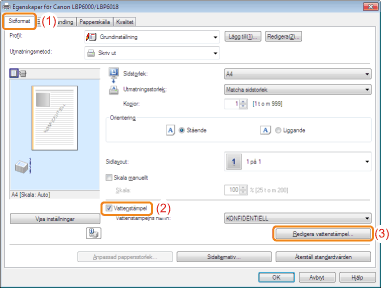 Egenskaper för Canon LBP6000/LBP6018
Sidformat (1) handling Papperskälla Kvalitet
Profil: Grundinställning Lägg till(1)... Redigera(2)...
Utmatningsmetod: Skriv ut
Sidstorlek: A4
Utmatningsstorlek: Matcha sidstorlek
Kopior: 1 [1 to m 999]
Orientering
A Stående A Liggande
Sidlayout: 1 1 på 1
Skala manuellt
Skala: 100 % [25 to m 200]
A4 [Skala: Auto]
Vattenstämpel (2)
Vattenstämpelns namn: KONFIDENTIELL
Visa inställningar
Redigera vattenstämpel... (3)
Anpassad pappersstorlek... Sidalternativ... Återställ standardvärden
OK Avbryt Hjälp